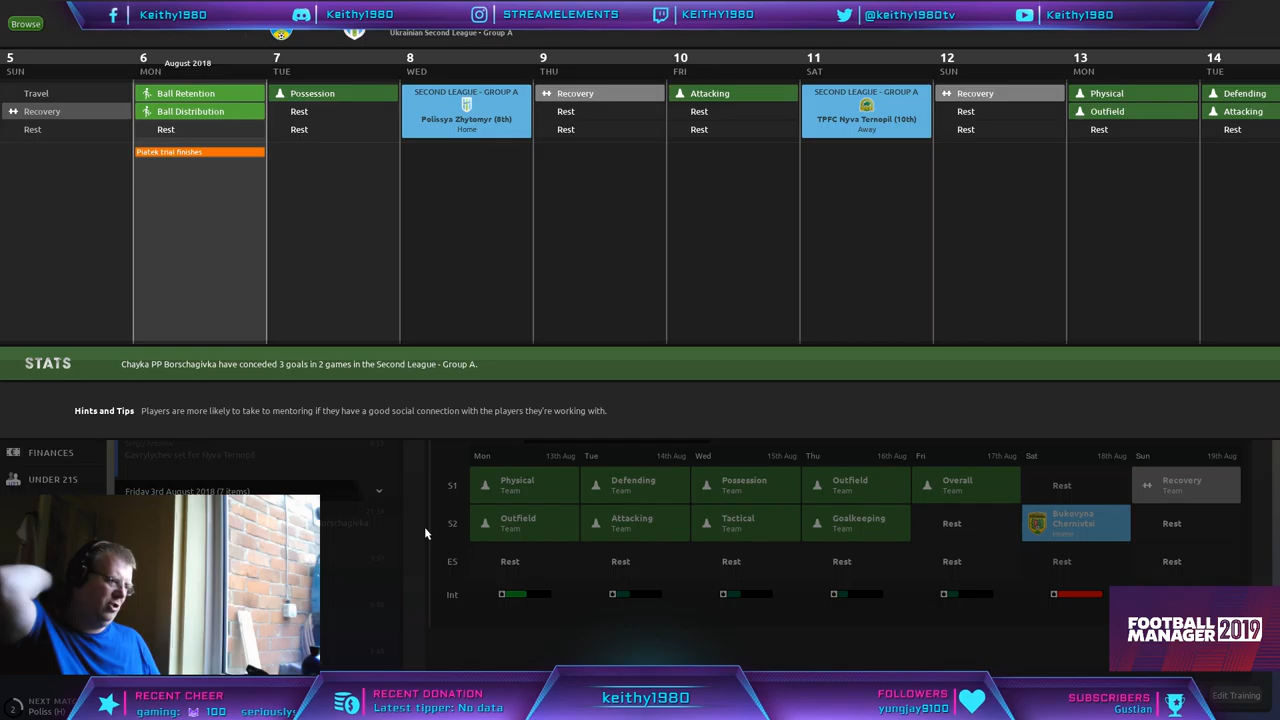 Browse
Keithy1980
Keithy1980
STREAMELEMENTS
KEITHY1980
@keithy1980tv
Keithy1980
Ukrainian Second League - Group A
5 6 7 8 9 10 11 12 13 14
August 2018
SUN MON TUE WED THU FRI SAT SUN MON TUE
Travel
Recovery
Rest
Ball Retention
Ball Distribution
Rest
Piatek trial finishes
Possession
Rest
Rest
SECOND LEAGUE - GROUP A
Polissya Zhytomyr (8th)
Home
Recovery
Rest
Rest
Attacking
Rest
Rest
SECOND LEAGUE - GROUP A
TPFC Nyva Ternopil (10th)
Away
Recovery
Rest
Rest
Physical
Outfield
Rest
Defending
Attacking
Rest
STATS
Chayka PP Borschagivka have conceded 3 goals in 2 games in the Second League - Group A.
Hints and Tips Players are more likely to take to mentoring if they have a good social connection with the players they're working with.
FINANCES
UNDER 21S
Gavrylychev set for Nyva Ternopil
Friday 3rd August 2018 (7 items)
Mon 13th Aug Tue 14th Aug Wed 15th Aug Thu 16th Aug Fri 17th Aug Sat 18th Aug Sun 19th Aug
S1
Physical
Team
Defending
Team
Possession
Team
Outfield
Team
Overall
Team
Rest
Recovery
Team
S2
Outfield
Team
Attacking
Team
Tactical
Team
Goalkeeping
Team
Rest
Bukovyna
Chernivtsi
Home
Rest
ES Rest Rest Rest Rest Rest Rest Rest
Int
FOOTBALL
MANAGER 2019
2
NEXT MATCH
Poliss (H)
RECENT CHEER
gaming: 100 seriously
RECENT DONATION
Latest tipper: No data
keithy1980
FOLLOWERS
yungjay9100
SUBSCRIBERS
Gustian
Edit Training